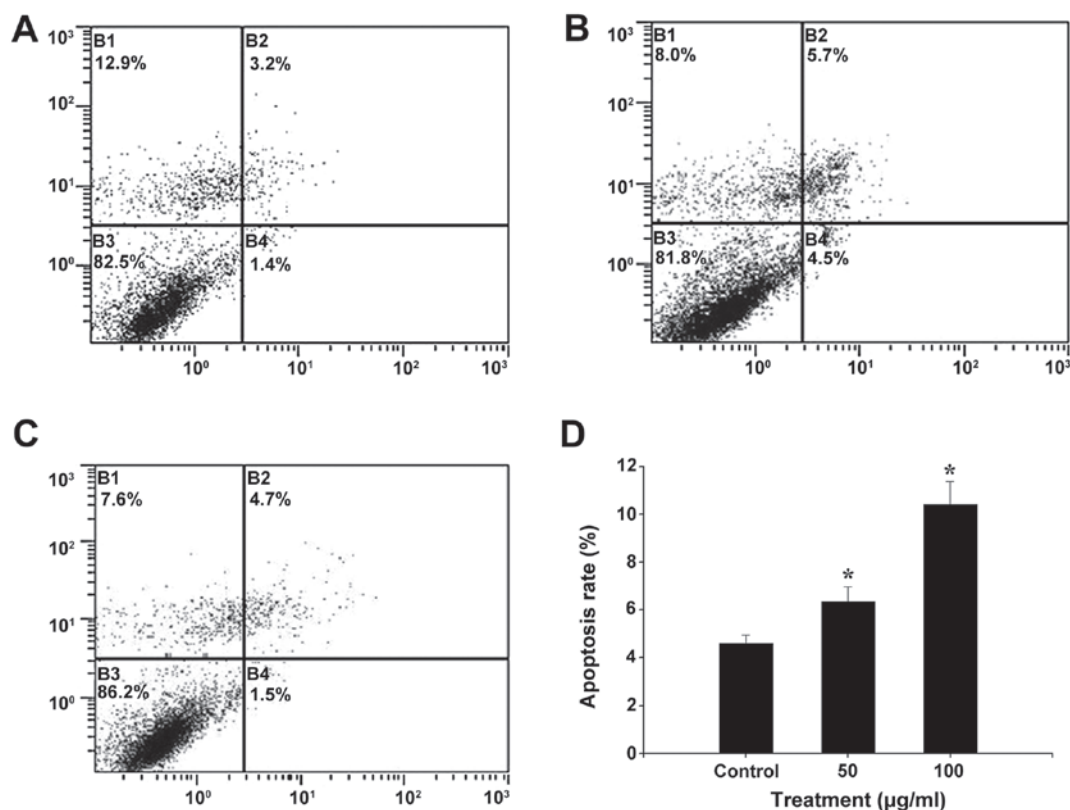 A
10³
10²
10¹
10⁰
B1
12.9%
B2
3.2%
B3
82.5%
B4
1.4%
10⁰ 10¹ 10² 10³
B
10³
10²
10¹
10⁰
B1
8.0%
B2
5.7%
B3
81.8%
B4
4.5%
10⁰ 10¹ 10² 10³
C
10³
10²
10¹
10⁰
B1
7.6%
B2
4.7%
B3
86.2%
B4
1.5%
10⁰ 10¹ 10² 10³
D
Apoptosis rate (%)
12
10
8
6
4
2
0
*
*
Control 50 100
Treatment (µg/ml)